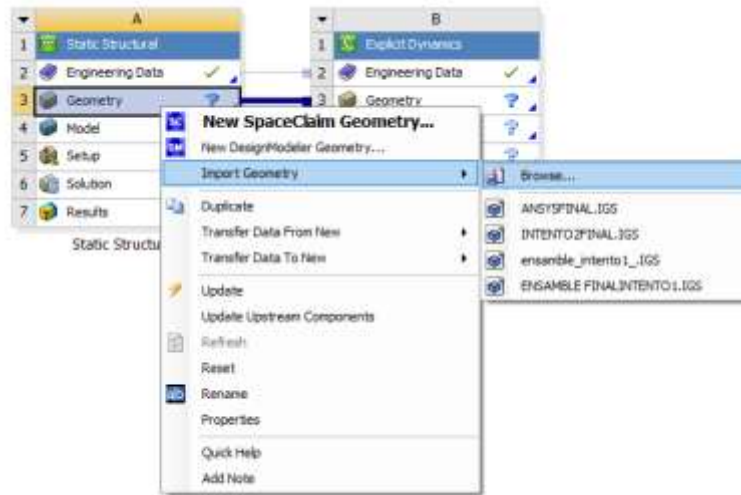 A
1 Static Structural
2 Engineering Data
3 Geometry
4 Model
5 Setup
6 Solution
7 Results
Static Structu
B
1 Explicit Dynamics
2 Engineering Data
3 Geometry
New SpaceClaim Geometry...
New DesignModeler Geometry...
Import Geometry
Duplicate
Transfer Data From New
Transfer Data To New
Update
Update Upstream Components
Refresh
Reset
Rename
Properties
Quick Help
Add Note
Browse...
ANSYSFINAL.IGS
INTENTO2FINAL.IGS
ensamble_intento1_.IGS
ENSAMBLE FINALINTENTO1.IGS